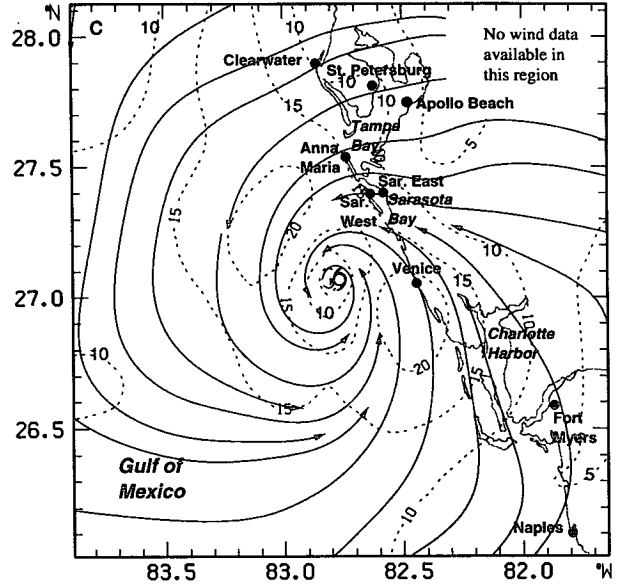 °N
28.0
27.5
27.0
26.5
C
10
10
No wind data
available in
this region
Clearwater
St. Petersburg
10
10
Apollo Beach
15
Tampa
Bay
5
Anna
Maria
Sar. East
Sar.
West
Sarasota
Bay
15
20
10
Venice
15
15
10
10
Charlotte
Harbor
10
20
5
15
Fort
Myers
Gulf of
Mexico
5
10
Naples
83.5
83.0
82.5
82.0
°W